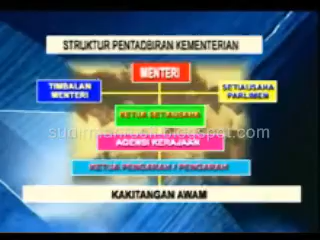 STRUKTUR PENTADBIRAN KEMENTERIAN
MENTERI
TIMBALAN
MENTERI
SETIAUSAHA
PARLIMEN
KETUA SETIAUSAHA
AGENSI KERAJAAN
KETUA PENGARAH / PENGARAH
KAKITANGAN AWAM